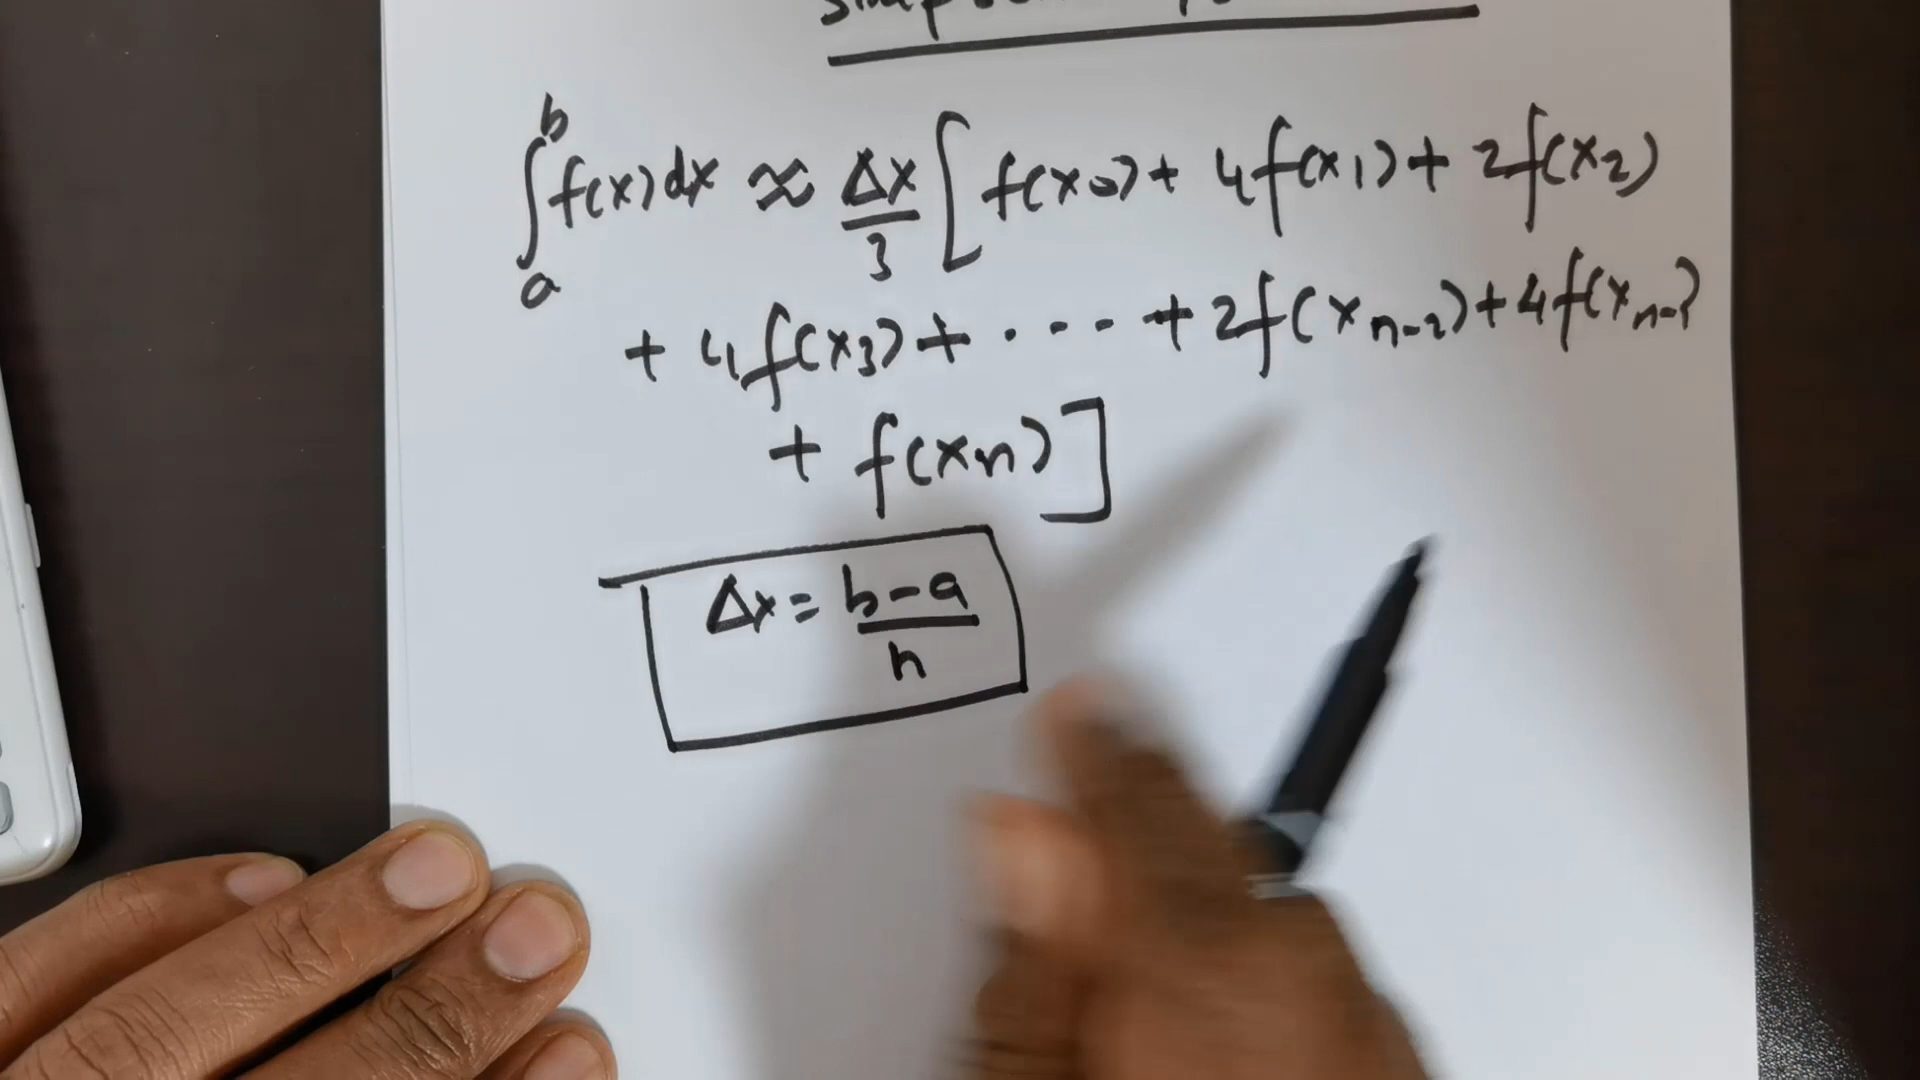 ∫ₐᵇ f(x)dx ≈ Δx/3 [ f(x₀) + 4f(x₁) + 2f(x₂)
+ 4f(x₃) + .... + 2f(xₙ₋₂) + 4f(xₙ₋₁)
+ f(xₙ) ]
Δx = b-a/n